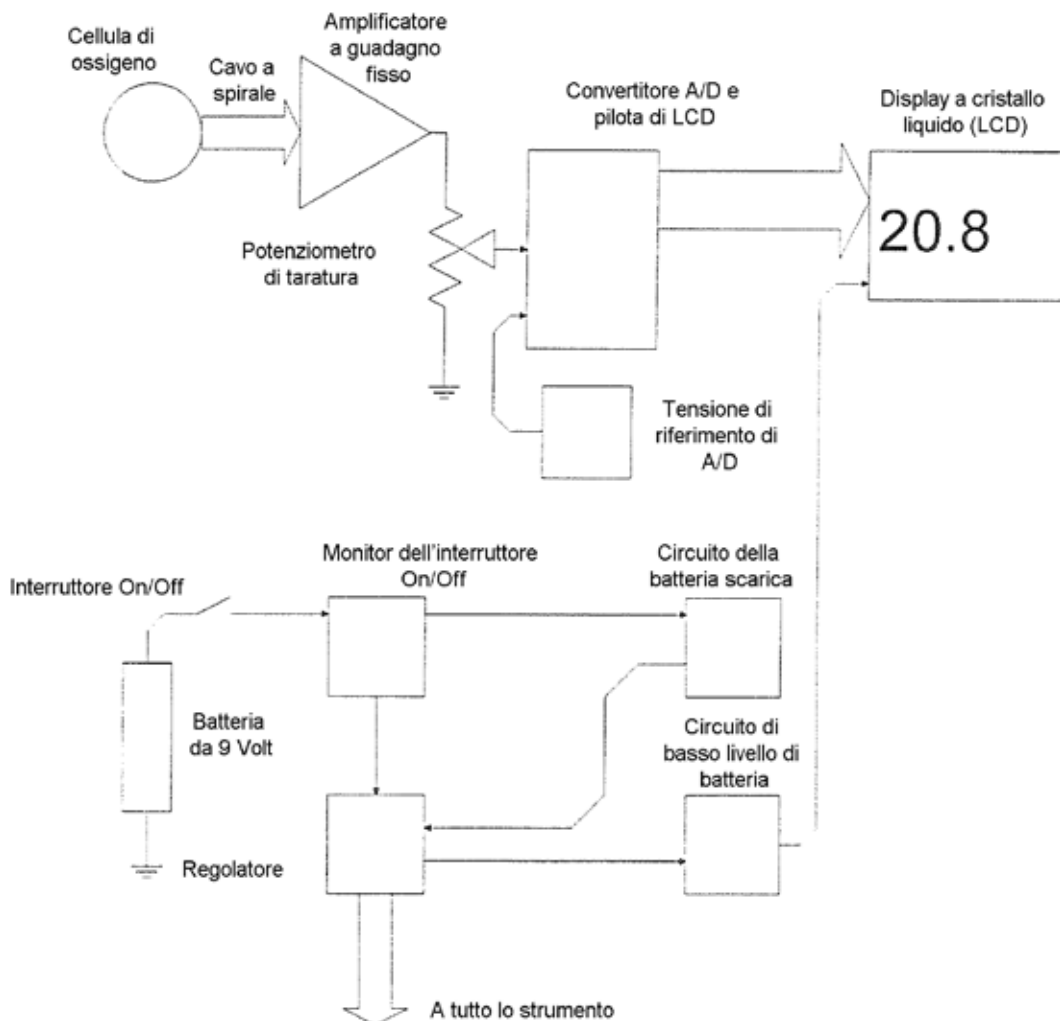 Cellula di
ossigeno
Cavo a
spirale
Amplificatore
a guadagno
fisso
Convertitore A/D e
pilota di LCD
Display a cristallo
liquido (LCD)
20.8
Potenziometro
di taratura
Tensione di
riferimento di
A/D
Interruttore On/Off
Monitor dell'interruttore
On/Off
Circuito della
batteria scarica
Batteria
da 9 Volt
Circuito di
basso livello di
batteria
Regolatore
A tutto lo strumento